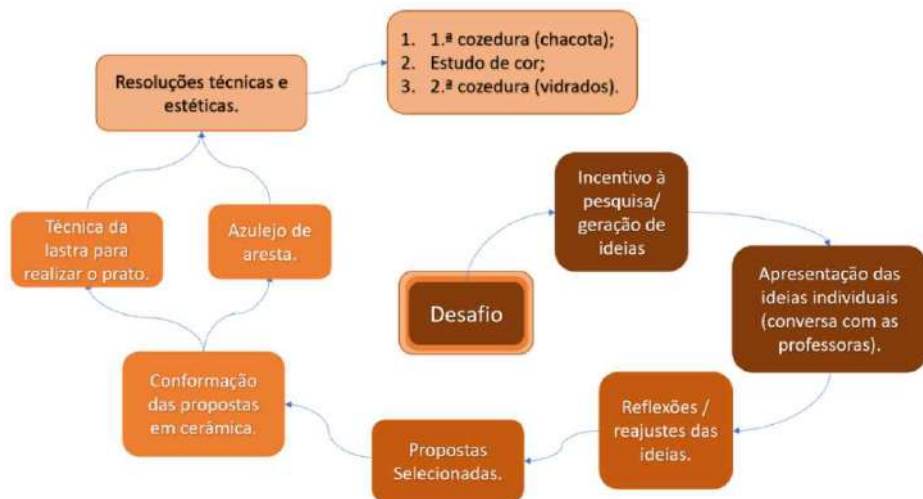 Desafio
Incentivo à
pesquisa/
geração de
ideias
Apresentação das
ideias individuais
(conversa com as
professoras).
Reflexões /
reajustes das
ideias.
Propostas
Selecionadas.
Conformação
das propostas
em cerámica.
Técnica da
lastra para
realizar o prato.
Azulejo de
aresta.
Resoluções técnicas e
estéticas.
1. 1.ª cozedura (chacota);
2. Estudo de cor;
3. 2.ª cozedura (vidrados).